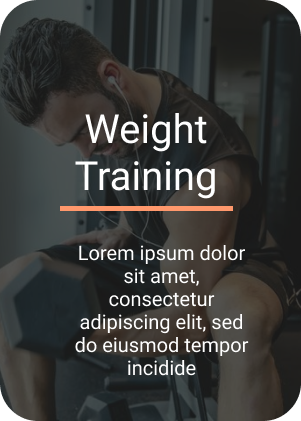 Weight
Training
Lorem ipsum dolor
sit amet,
consectetur
adipiscing elit, sed
do eiusmod tempor
incidide